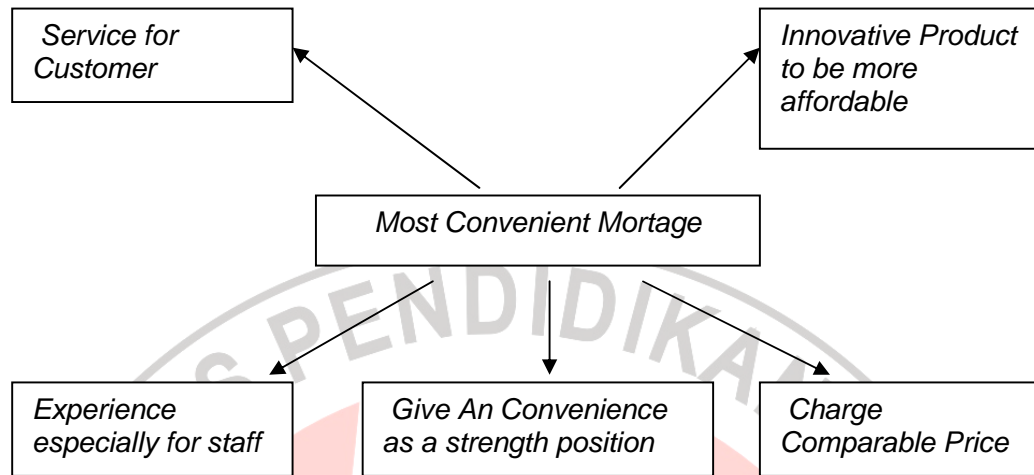 Service for
Customer
Innovative Product
to be more
affordable
Most Convenient Mortage
Experience
especially for staff
Give An Convenience
as a strength position
Charge
Comparable Price
S PENDIDIKAN